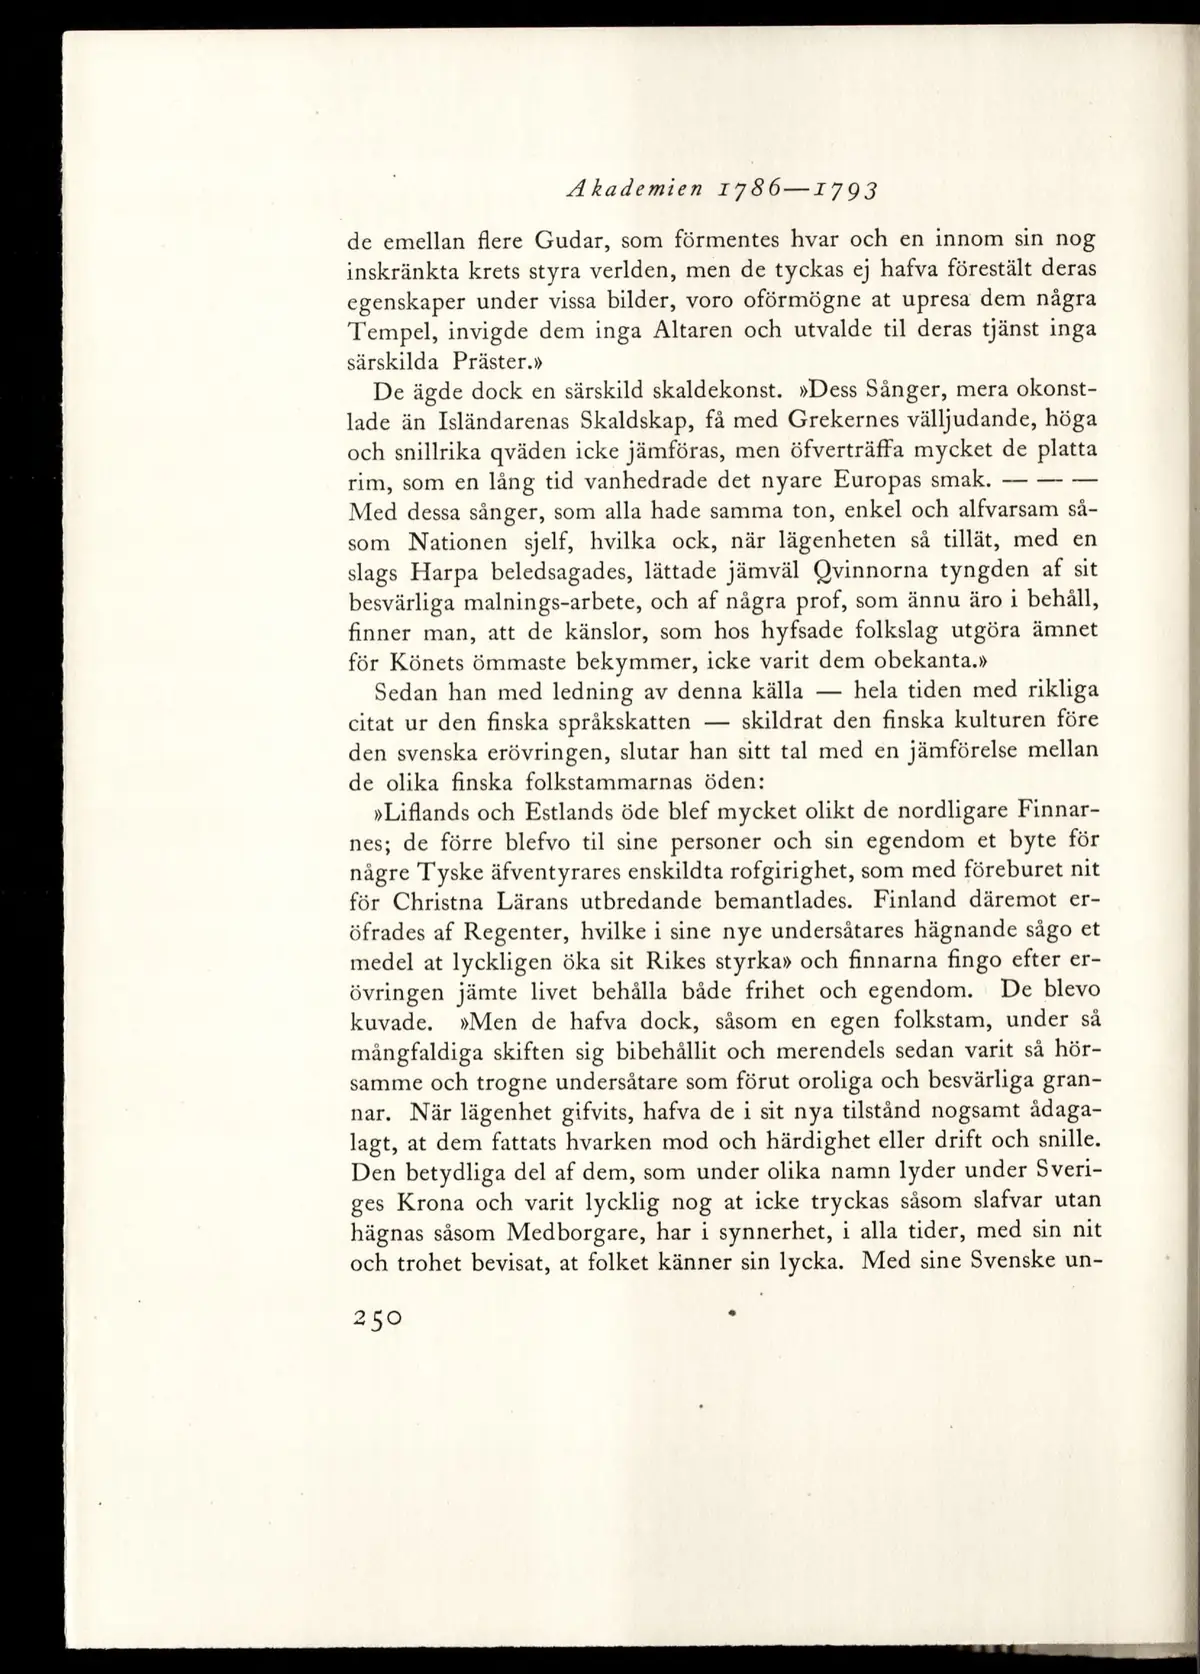 Akademien 1786—1793
de emellan flere Gudar, som förmentes hvar och en innom sin nog
inskränkta krets styra verlden, men de tyckas ej hafva förestält deras
egenskaper under vissa bilder, voro oförmögne at upresa dem några
Tempel, invigde dem inga Altaren och utvalde til deras tjänst inga
särskilda Präster.»
De ägde dock en särskild skaldekonst. »Dess Sånger, mera okonst-
lade än Isländarenas Skaldskap, få med Grekernes välljudande, höga
och snillrika qväden icke jämföras, men öfverträffa mycket de platta
rim, som en lång tid vanhedrade det nyare Europas smak. — — —
Med dessa sånger, som alla hade samma ton, enkel och alfvarsam så-
som Nationen sjelf, hvilka ock, när lägenheten så tillät, med en
slags Harpa beledsagades, lättade jämväl Qvinnorna tyngden af sit
besvärliga malnings-arbete, och af några prof, som ännu äro i behåll,
finner man, att de känslor, som hos hyfsade folkslag utgöra ämnet
för Könets ömmaste bekymmer, icke varit dem obekanta.»
Sedan han med ledning av denna källa — hela tiden med rikliga
citat ur den finska språkskatten — skildrat den finska kulturen före
den svenska erövringen, slutar han sitt tal med en jämförelse mellan
de olika finska folkstammarnas öden:
»Liflands och Estlands öde blef mycket olikt de nordligare Finnar-
nes; de förre blefvo til sine personer och sin egendom et byte för
någre Tyske äfventyrares enskildta rofgirighet, som med föreburet nit
för Christna Lärans utbredande bemantlades. Finland däremot er-
öfrades af Regenter, hvilke i sine nye undersåtares hägnande sågo et
medel at lyckligen öka sit Rikes styrka» och finnarna fingo efter er-
övringen jämte livet behålla både frihet och egendom. De blevo
kuvade. »Men de hafva dock, såsom en egen folkstam, under så
mångfaldiga skiften sig bibehållit och merendels sedan varit så hör-
samme och trogne undersåtare som förut oroliga och besvärliga gran-
nar. När lägenhet gifvits, hafva de i sit nya tilstånd nogsamt ådaga-
lagt, at dem fattats hvarken mod och härdighet eller drift och snille.
Den betydliga del af dem, som under olika namn lyder under Sveri-
ges Krona och varit lycklig nog at icke tryckas såsom slafvar utan
hägnas såsom Medborgare, har i synnerhet, i alla tider, med sin nit
och trohet bevisat, at folket känner sin lycka. Med sine Svenske un-
250